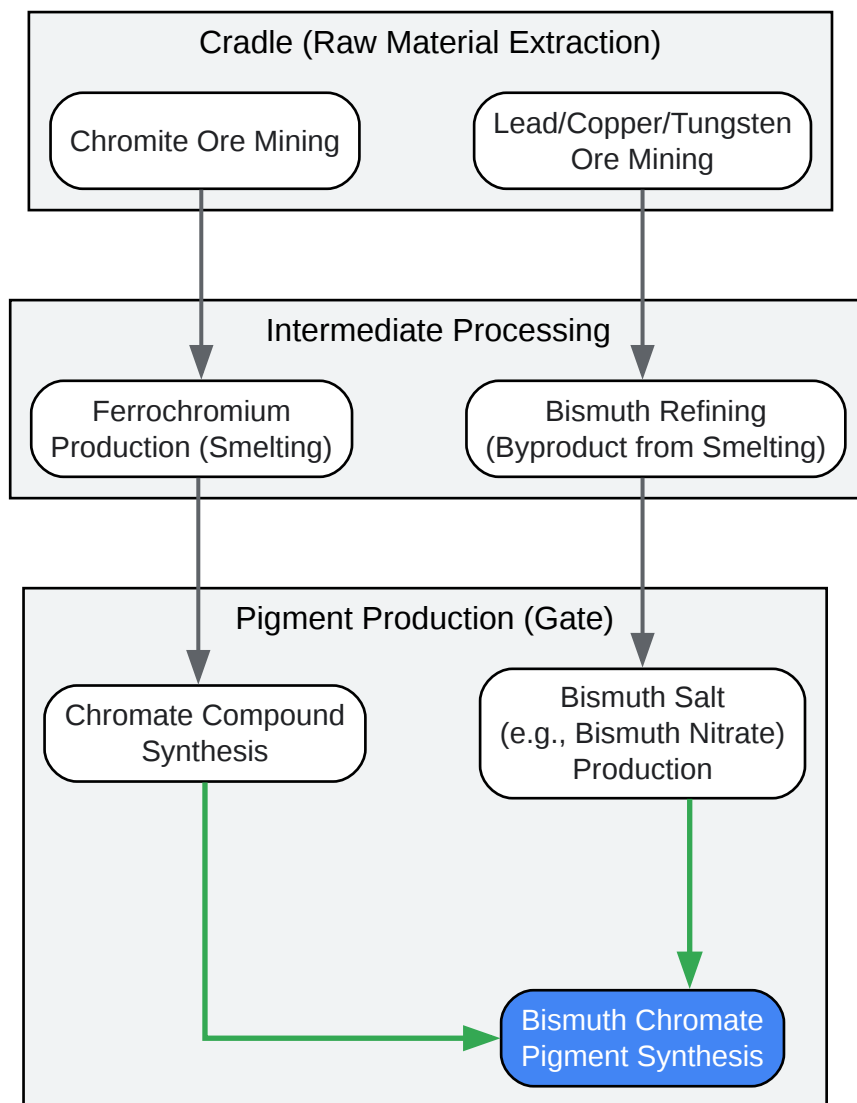 Cradle (Raw Material Extraction)
Chromite Ore Mining
Lead/Copper/Tungsten
Ore Mining
Intermediate Processing
Ferrochromium
Production (Smelting)
Bismuth Refining
(Byproduct from Smelting)
Pigment Production (Gate)
Chromate Compound
Synthesis
Bismuth Salt
(e.g., Bismuth Nitrate)
Production
Bismuth Chromate
Pigment Synthesis